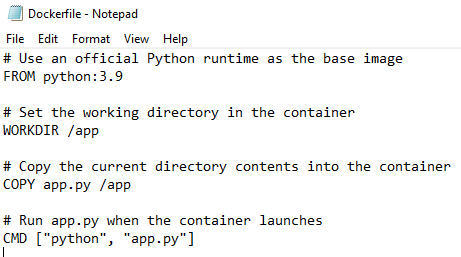 Dockerfile - Notepad
File Edit Format View Help
# Use an official Python runtime as the base image
FROM python:3.9
# Set the working directory in the container
WORKDIR /app
# Copy the current directory contents into the container
COPY app.py /app
# Run app.py when the container launches
CMD ["python", "app.py"]